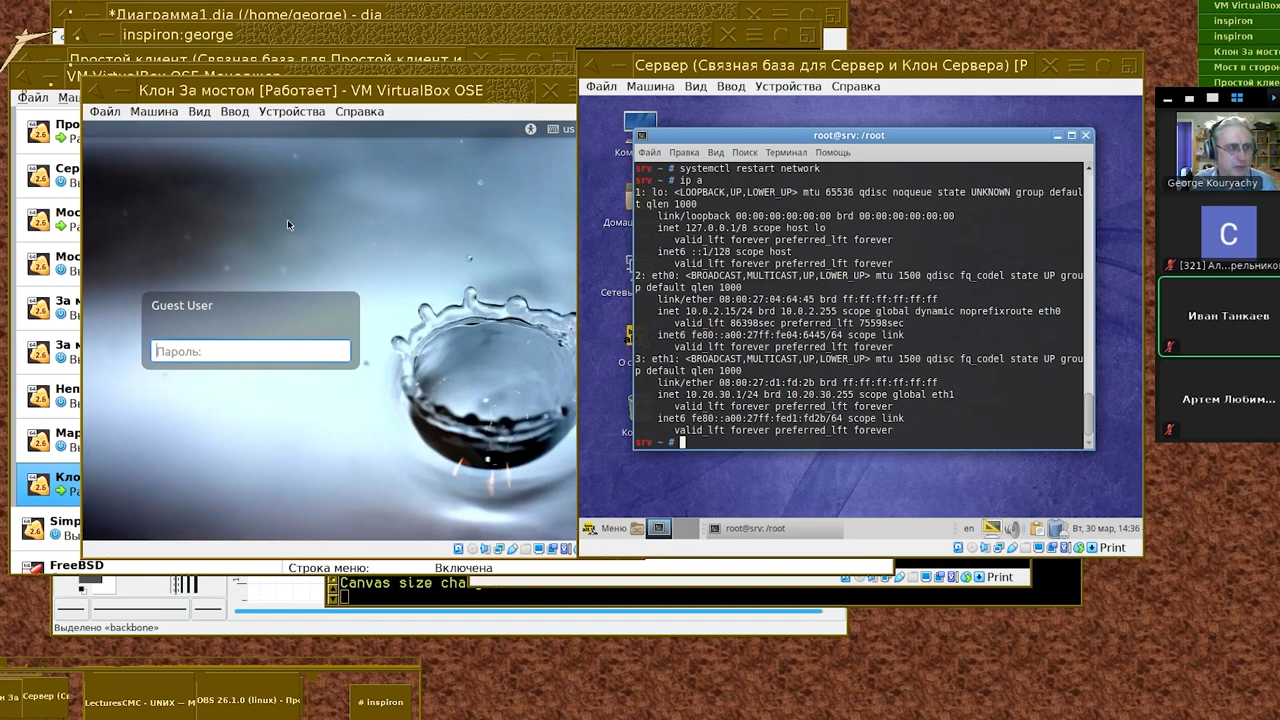 *Диаграмма1.dia (/home/george) - dia
inspiron:george
Простой клиент (Связная база для Простой клиент и
VM VirtualBox OSE Менеджер
Файл
Клон За мостом [Работает] - VM VirtualBox OSE
Файл Машина Вид Ввод Устройства Справка
us
Guest User
Пароль:
FreeBSD
Строка меню: Включена
Canvas size
Выделено «backbone»
Print
Сервер (Связная база для Сервер и Клон Сервера) [Р
Файл Машина Вид Ввод Устройства Справка
root@srv: /root
Файл Правка Вид Поиск Терминал Помощь
srv ~ # systemctl restart network
srv ~ # ip a
1: lo: <LOOPBACK,UP,LOWER_UP> mtu 65536 qdisc noqueue state UNKNOWN group defaul
t qlen 1000
link/loopback 00:00:00:00:00:00 brd 00:00:00:00:00:00
inet 127.0.0.1/8 scope host lo
valid_lft forever preferred_lft forever
inet6 ::1/128 scope host
valid_lft forever preferred_lft forever
2: eth0: <BROADCAST,MULTICAST,UP,LOWER_UP> mtu 1500 qdisc fq_codel state UP grou
p default qlen 1000
link/ether 08:00:27:04:64:45 brd ff:ff:ff:ff:ff:ff
inet 10.0.2.15/24 brd 10.0.2.255 scope global dynamic noprefixroute eth0
valid_lft 86398sec preferred_lft 75598sec
inet6 fe80::a00:27ff:fe04:6445/64 scope link
valid_lft forever preferred_lft forever
3: eth1: <BROADCAST,MULTICAST,UP,LOWER_UP> mtu 1500 qdisc fq_codel state UP grou
p default qlen 1000
link/ether 08:00:27:d1:fd:2b brd ff:ff:ff:ff:ff:ff
inet 10.20.30.1/24 brd 10.20.30.255 scope global eth1
valid_lft forever preferred_lft forever
inet6 fe80::a00:27ff:fed1:fd2b/64 scope link
valid_lft forever preferred_lft forever
srv ~ #
Меню root@srv: /root en Вт, 30 мар, 14:36
Print
VM VirtualBox
inspiron
inspiron
Клон За мосто
Мост в сторон
Простой клие
George Kouryachy
C
[321] Ал...рельников
Иван Танкаев
Артем Любим...
LecturesCMC - UNИX — M
OBS 26.1.0 (linux) - Пр
# inspiron